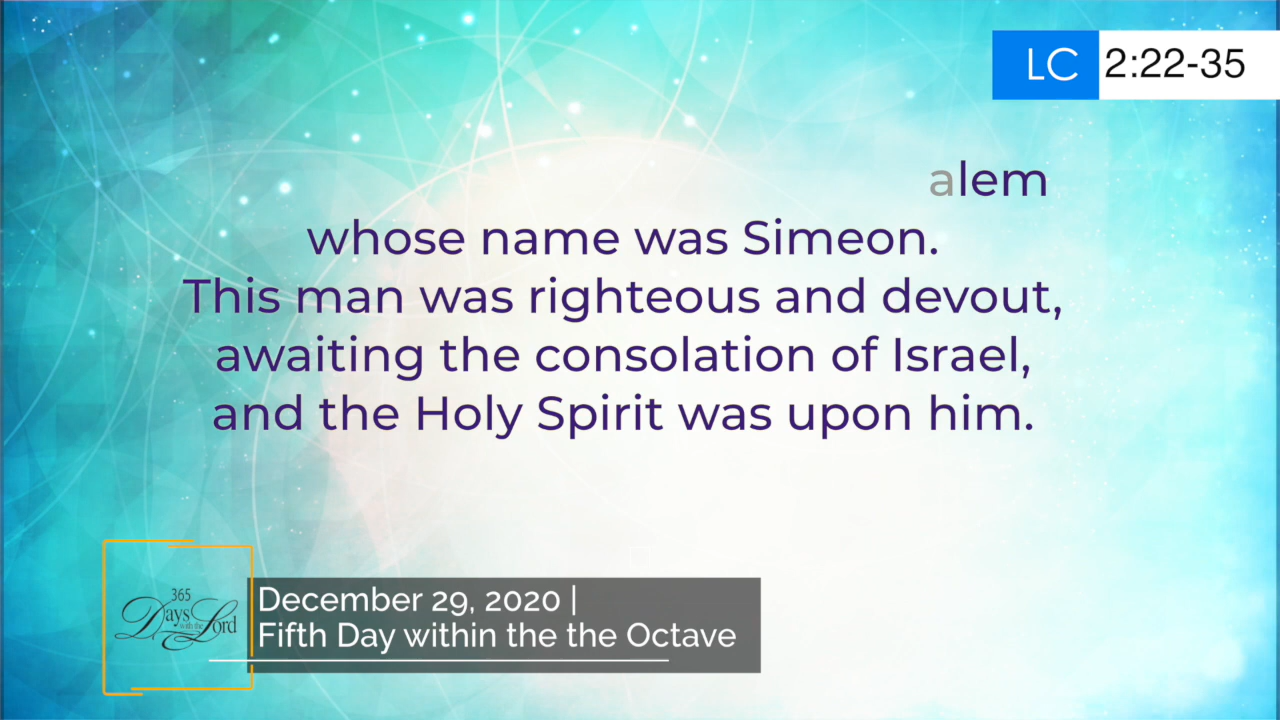 LC 2:22-35
alem
whose name was Simeon.
This man was righteous and devout,
awaiting the consolation of Israel,
and the Holy Spirit was upon him.
365
Days with the Lord
December 29, 2020 |
Fifth Day within the the Octave